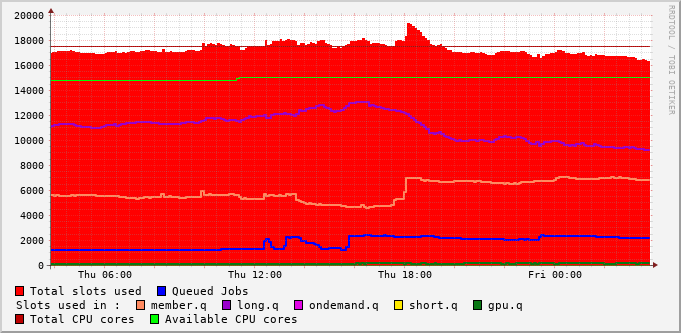 20000
18000
16000
14000
12000
10000
8000
6000
4000
2000
0
Thu 06:00 Thu 12:00 Thu 18:00 Fri 00:00
RRDTOOL / TOBI OETIKER
Total slots used Queued Jobs
Slots used in : member.q long.q ondemand.q short.q gpu.q
Total CPU cores Available CPU cores